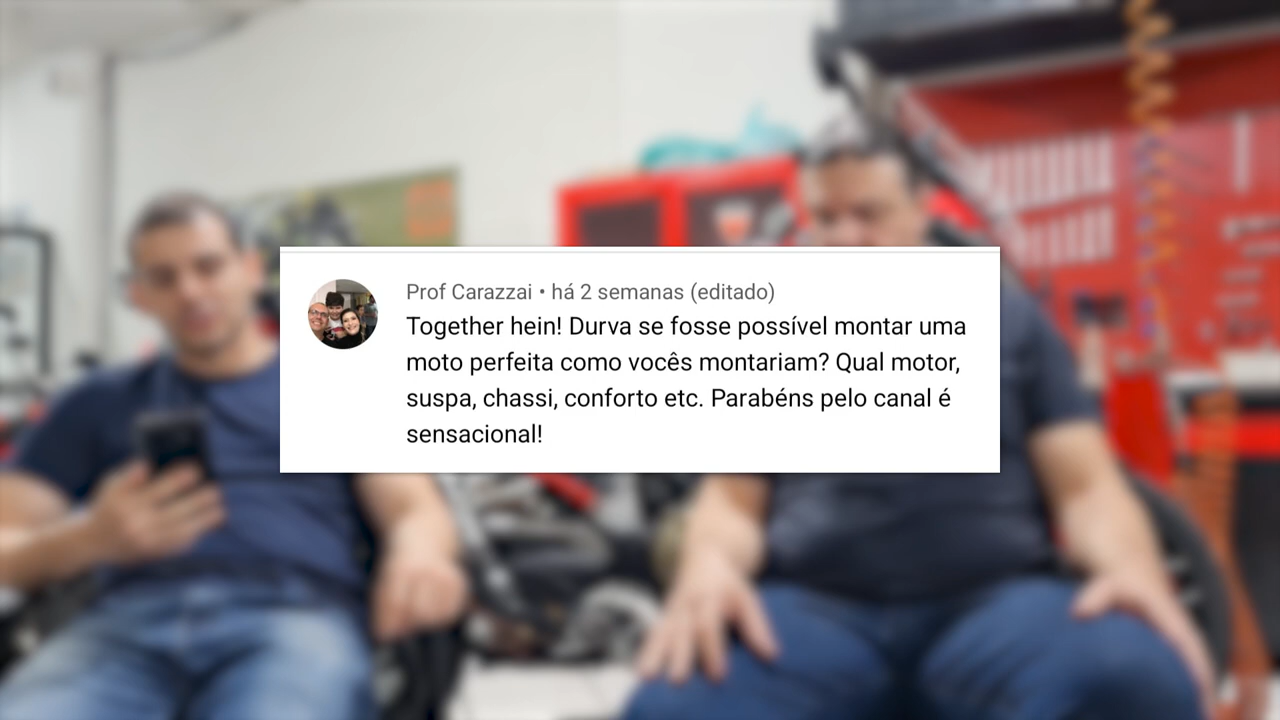 Prof Carazzai • há 2 semanas (editado)
Together hein! Durva se fosse possível montar uma
moto perfeita como vocês montariam? Qual motor,
suspa, chassi, conforto etc. Parabéns pelo canal é
sensacional!